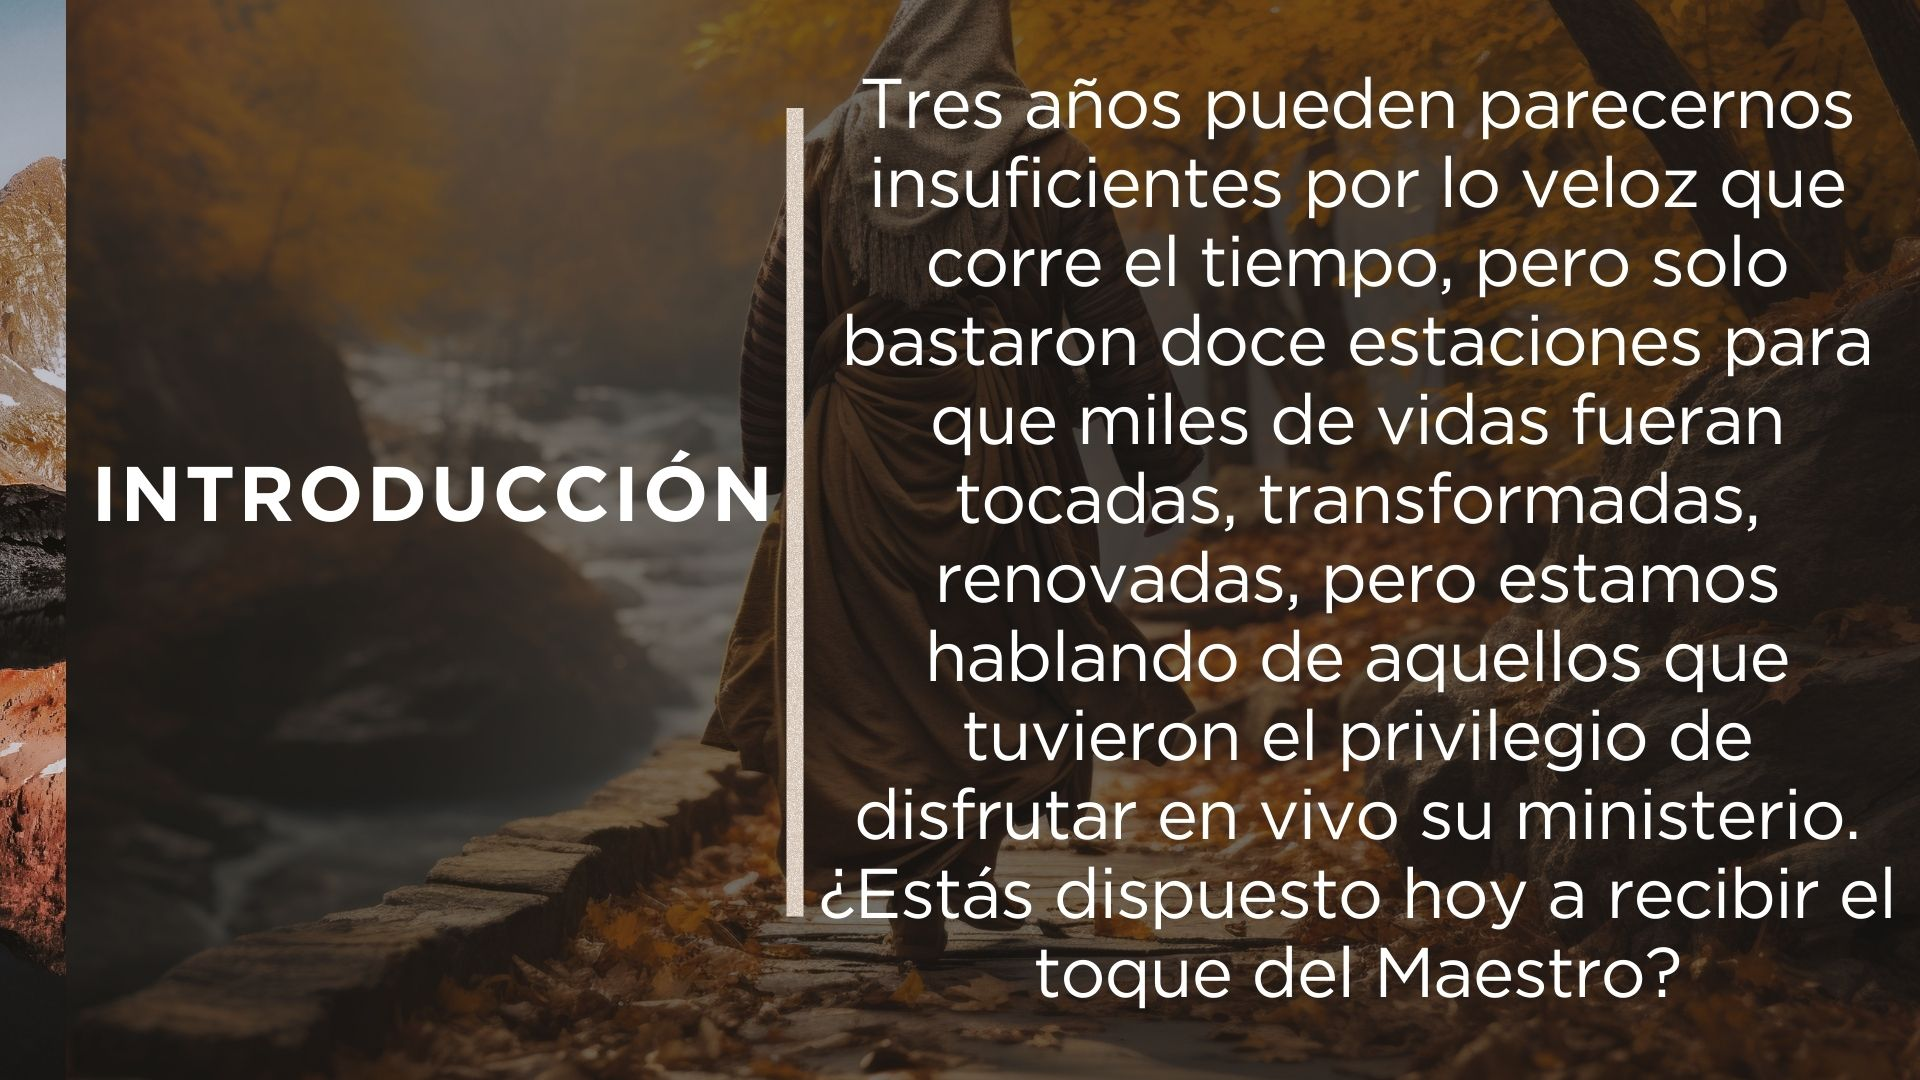 INTRODUCCIÓN
Tres años pueden parecernos
insuficientes por lo veloz que
corre el tiempo, pero solo
bastaron doce estaciones para
que miles de vidas fueran
tocadas, transformadas,
renovadas, pero estamos
hablando de aquellos que
tuvieron el privilegio de
disfrutar en vivo su ministerio.
¿Estás dispuesto hoy a recibir el
toque del Maestro?